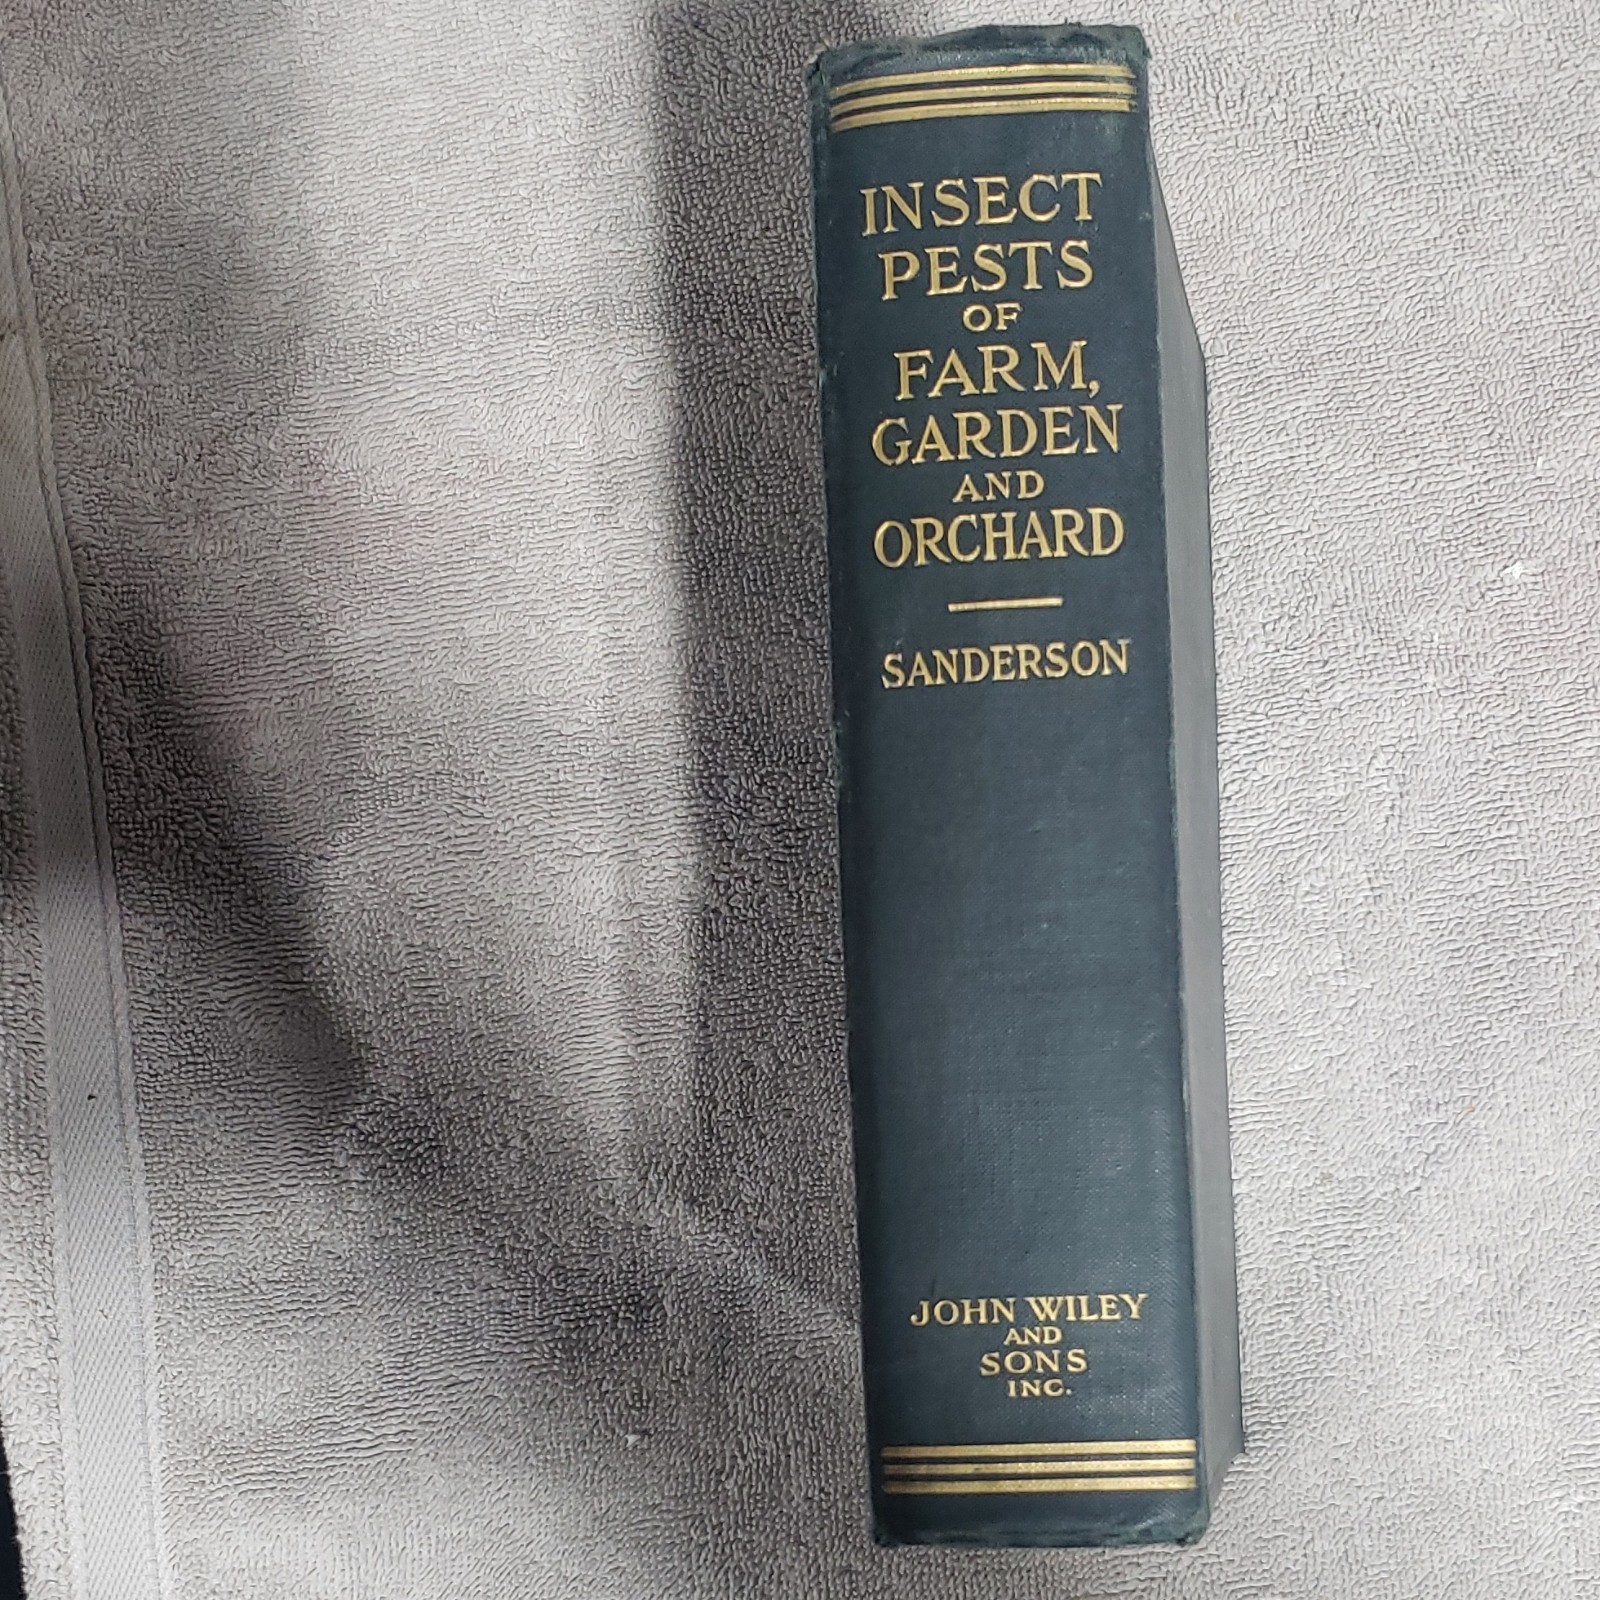 INSECT
PESTS
OF
FARM,
GARDEN
AND
ORCHARD
SANDERSON
JOHN WILEY
AND
SONS
INC.